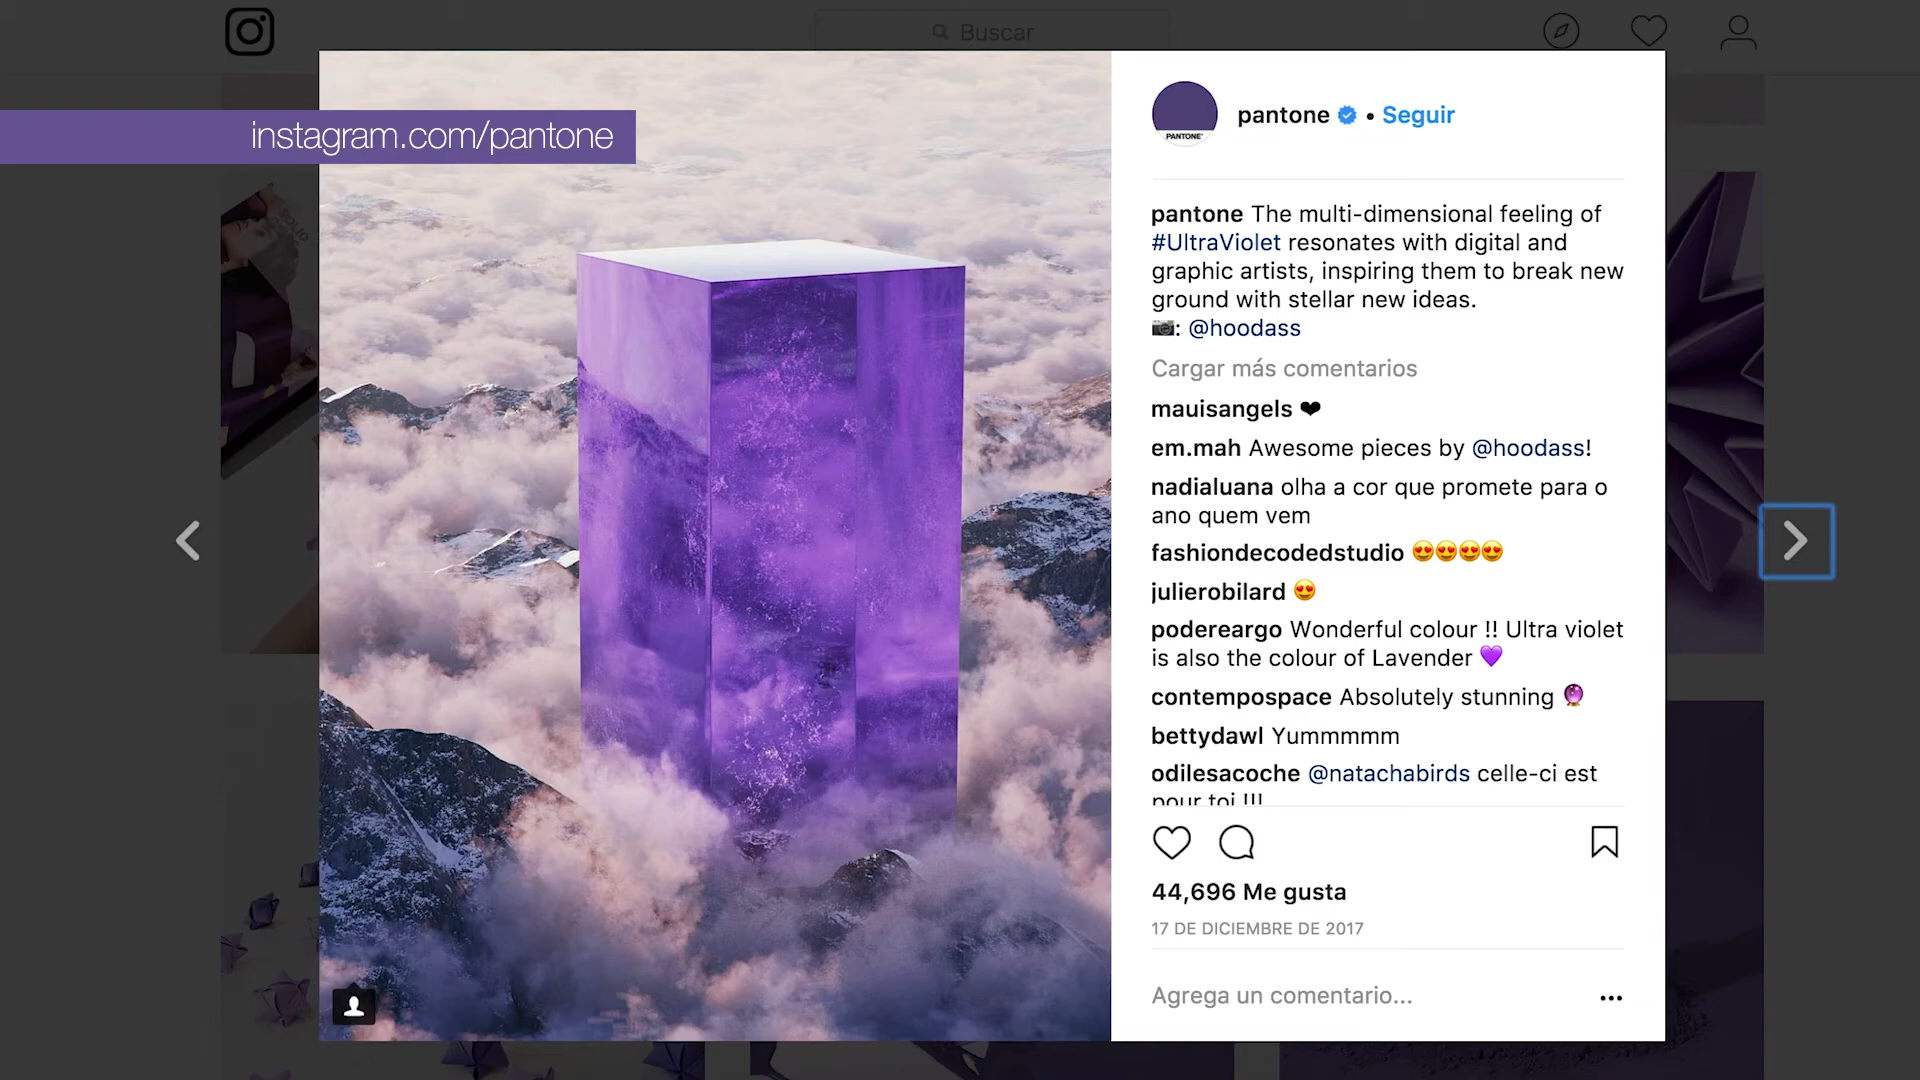 Buscar
instagram.com/pantone
PANTONE
pantone • Seguir
pantone The multi-dimensional feeling of
#UltraViolet resonates with digital and
graphic artists, inspiring them to break new
ground with stellar new ideas.
📷: @hoodass
Cargar más comentarios
mauisangels ❤
em.mah Awesome pieces by @hoodass!
nadialuana olha a cor que promete para o
ano quem vem
fashiondecodedstudio 😍😍😍😍
julierobilard 😍
podereargo Wonderful colour !! Ultra violet
is also the colour of Lavender 💜
contempospace Absolutely stunning 🔮
bettydawl Yummmmm
odilesacoche @natachabirds celle-ci est
pour toi !!!
44,696 Me gusta
17 DE DICIEMBRE DE 2017
Agrega un comentario...